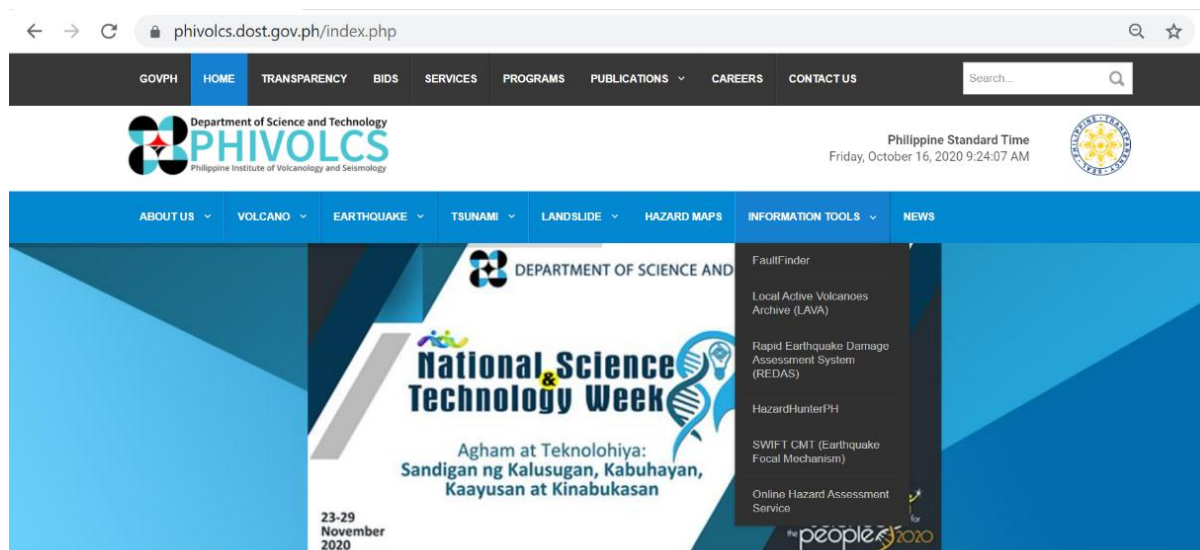 phivolcs.dost.gov.ph/index.php
GOVPH HOME TRANSPARENCY BIDS SERVICES PROGRAMS PUBLICATIONS CAREERS CONTACT US Search...
Department of Science and Technology
PHIVOLCS
Philippine Institute of Volcanology and Seismology
Philippine Standard Time
Friday, October 16, 2020 9:24:07 AM
ABOUT US VOLCANO EARTHQUAKE TSUNAMI LANDSLIDE HAZARD MAPS INFORMATION TOOLS NEWS
FaultFinder
Local Active Volcanoes
Archive (LAVA)
Rapid Earthquake Damage
Assessment System
(REDAS)
HazardHunterPH
SWIFT CMT (Earthquake
Focal Mechanism)
Online Hazard Assessment
Service
DEPARTMENT OF SCIENCE AND
National Science
& Technology Week
Agham at Teknolohiya:
Sandigan ng Kalusugan, Kabuhayan,
Kaayusan at Kinabukasan
23-29
November
2020
for
the people 2020